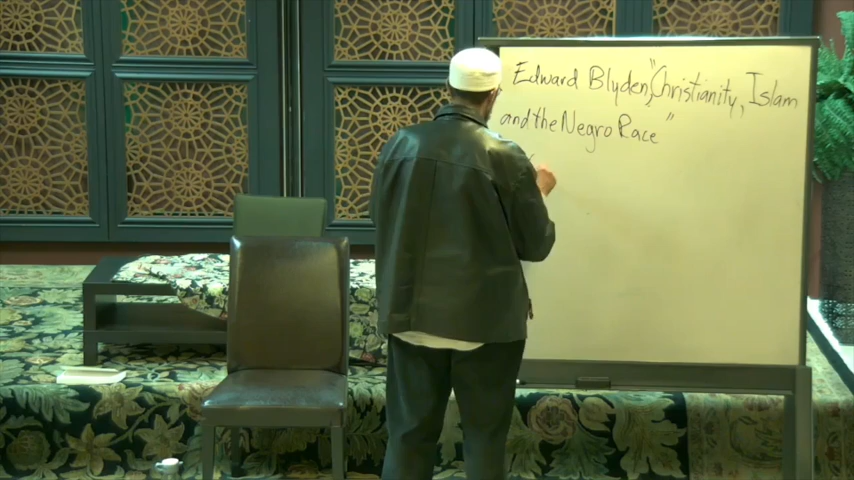 Edward Blyden, "Christianity, Islam
and the Negro Race"